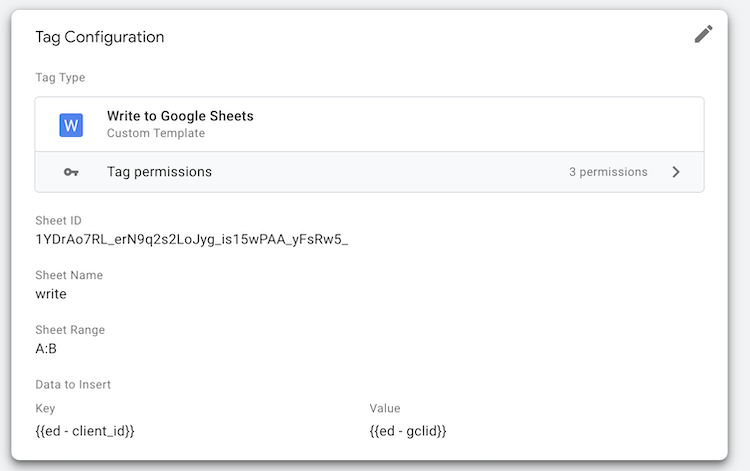 Tag Configuration
Tag Type
W
Write to Google Sheets
Custom Template
Tag permissions 3 permissions
Sheet ID
1YDrAo7RL_erN9q2s2LoJyg_is15wPAA_yFsRw5_
Sheet Name
write
Sheet Range
A:B
Data to Insert
Key Value
{{ed - client_id}} {{ed - gclid}}